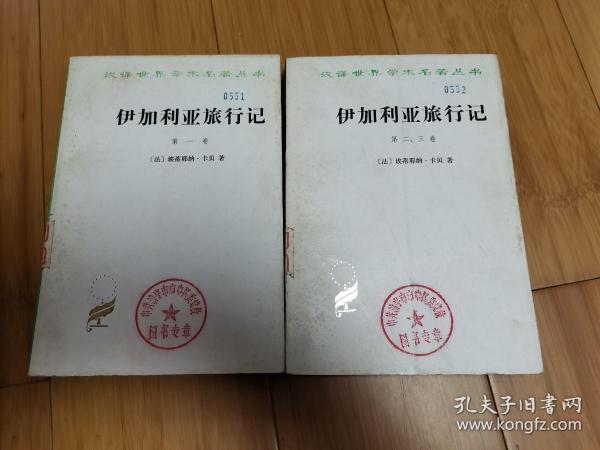 汉译世界学术名著丛书
0551
伊加利亚旅行记
第一卷
〔法〕埃蒂耶纳·卡贝 著
图书专章
汉译世界学术名著丛书
0552
伊加利亚旅行记
第二、三卷
〔法〕埃蒂耶纳·卡贝 著
图书专章
孔夫子旧书网
www.kongfz.com